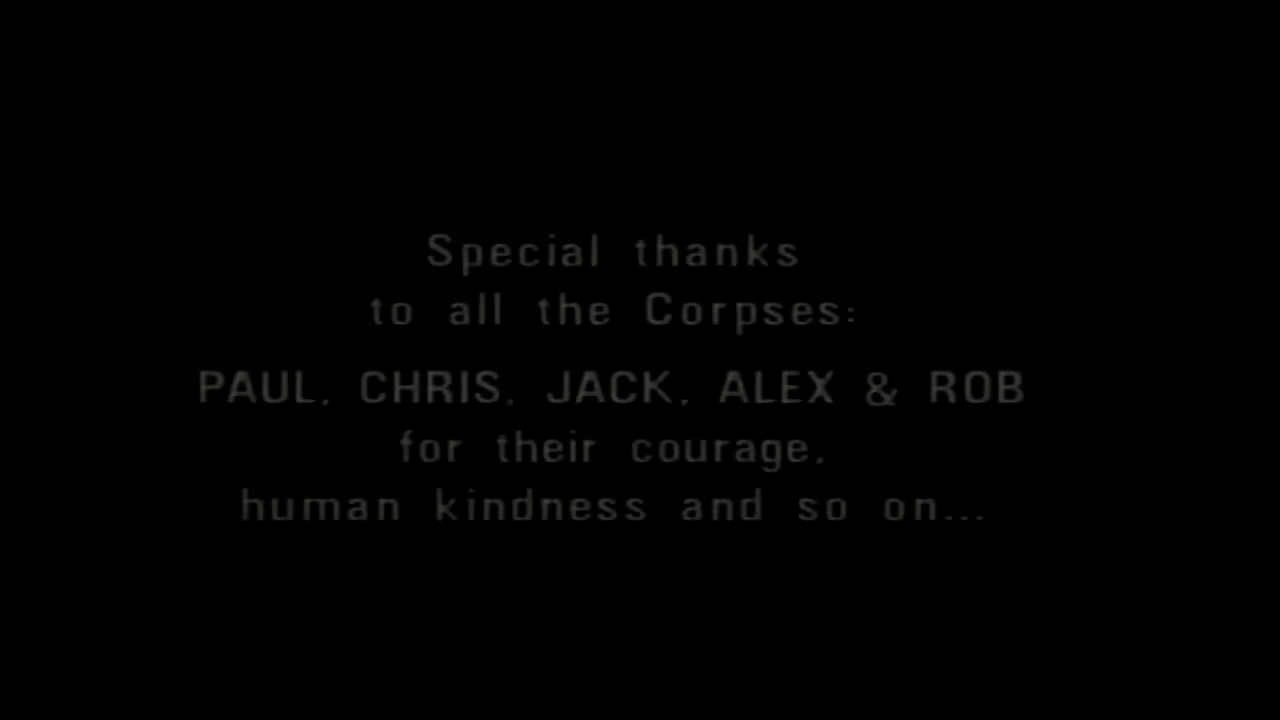 Special thanks
to all the Corpses:
PAUL, CHRIS, JACK, ALEX & ROB
for their courage,
human kindness and so on...